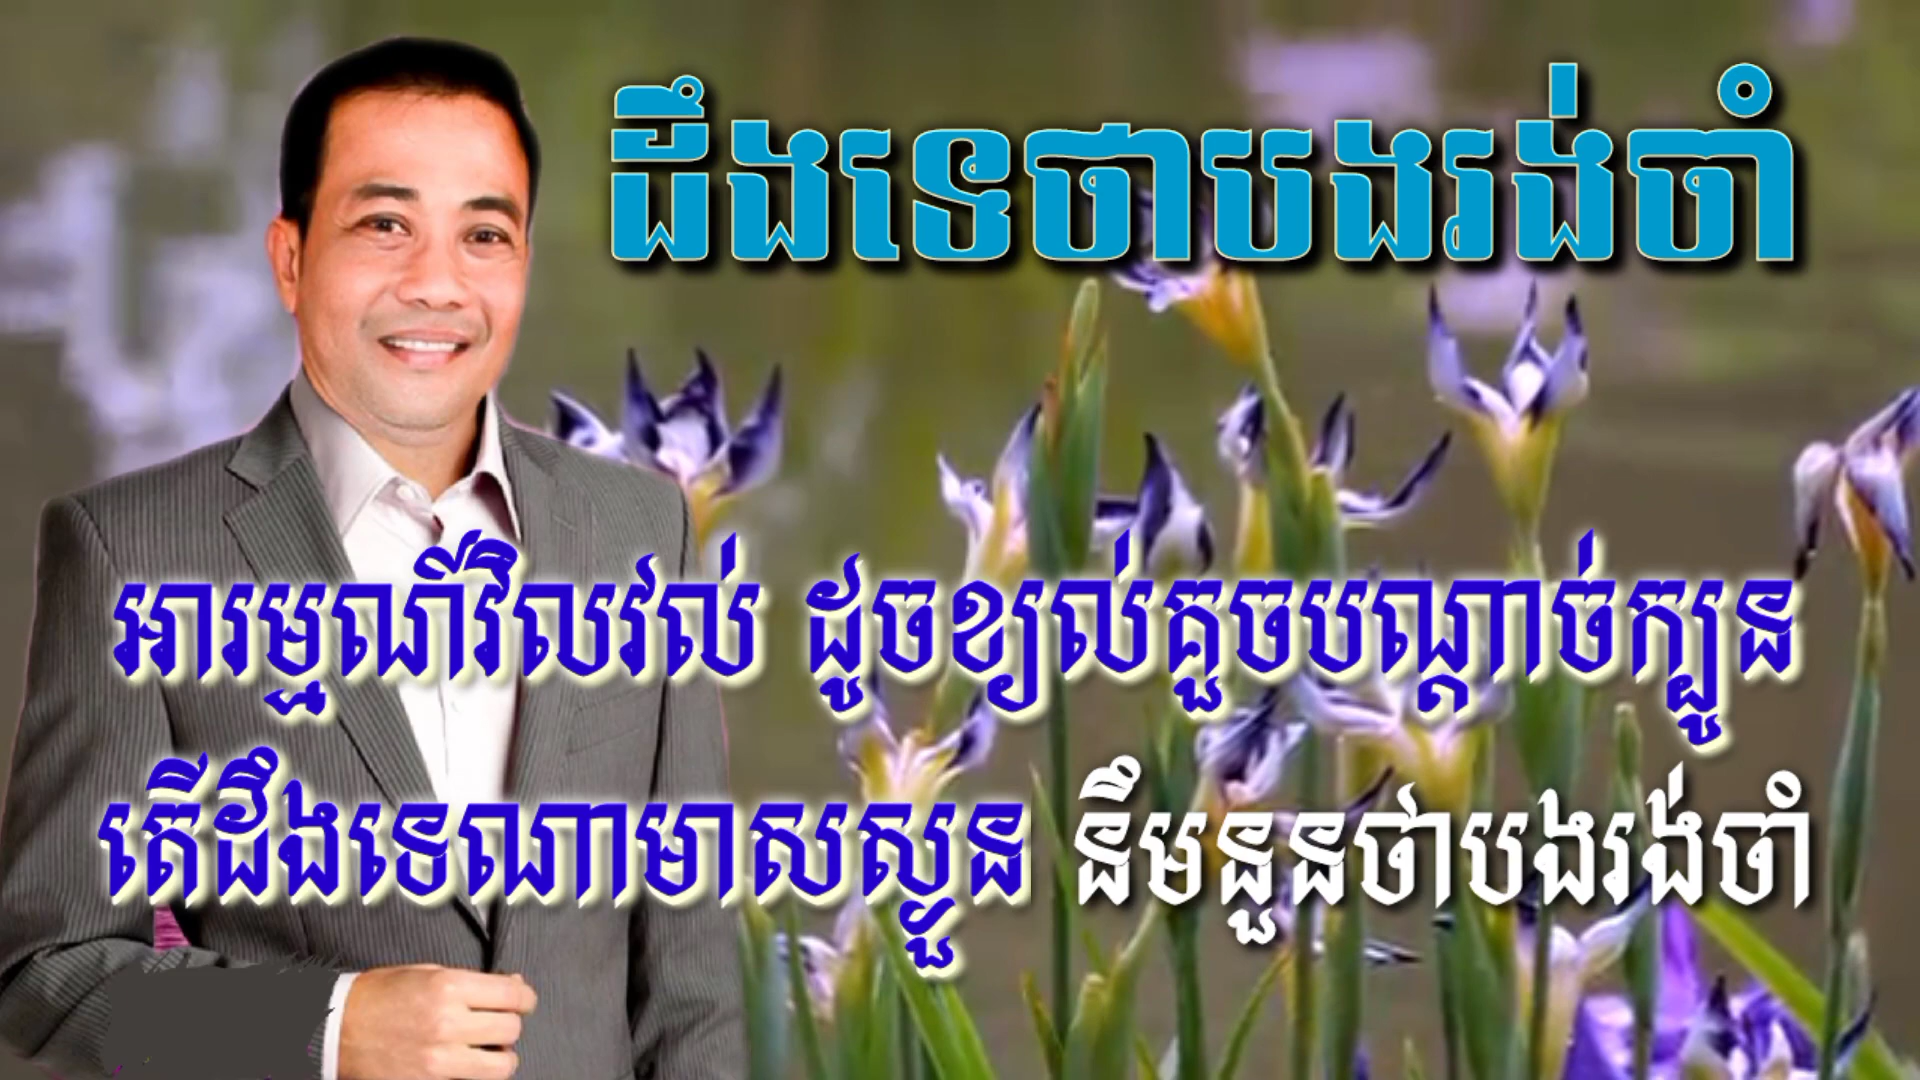 ដឹងទេថាបងរង់ចាំ
អារម្មណ៍វិលវល់ ដូចខ្យល់គួចបណ្តាច់ក្បូន
តើដឹងទេណាមាសស្ងួន នឹមនួនថាបងរង់ចាំ